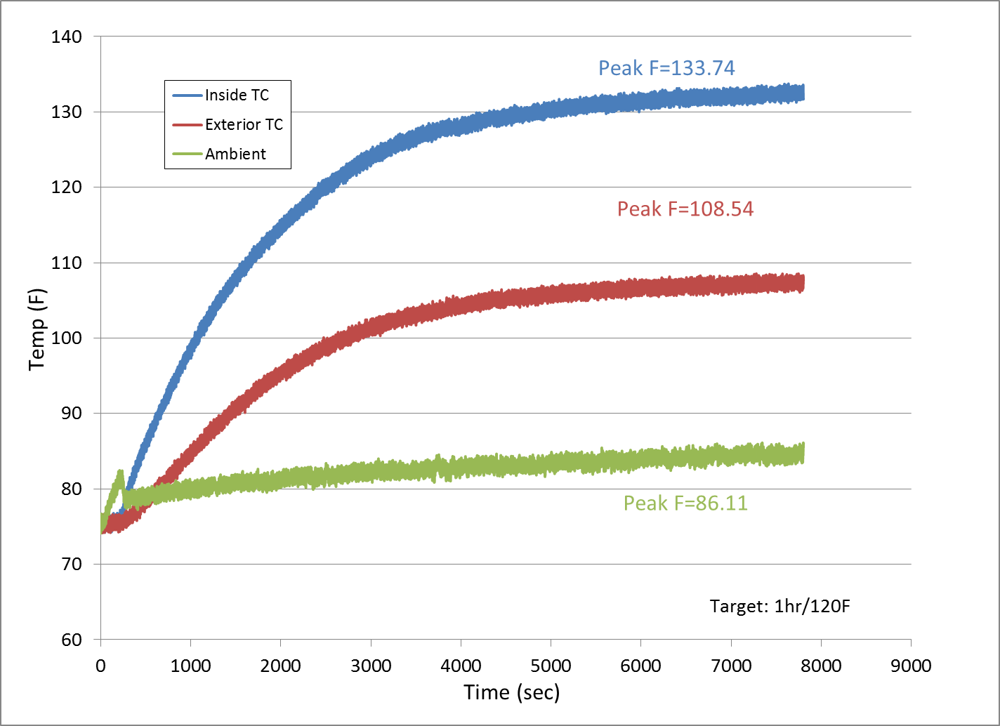 140
Peak F=133.74
Inside TC
130
Exterior TC
Ambient
120
Peak F=108.54
110
Temp (F)
100
90
80
Peak F=86.11
70
Target: 1hr/120F
60
0 1000 2000 3000 4000 5000 6000 7000 8000 9000
Time (sec)